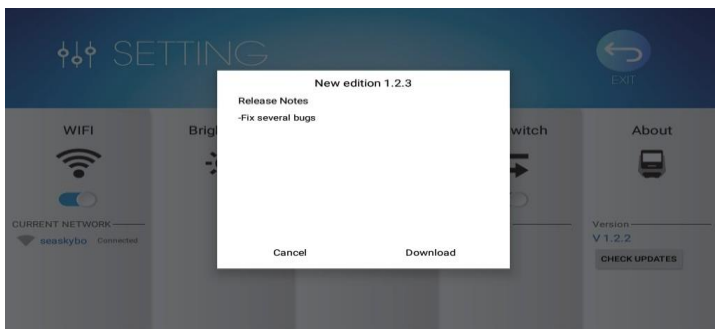 SETTING
EXIT
New edition 1.2.3
Release Notes
-Fix several bugs
Cancel
Download
WIFI
Brig
witch
About
CURRENT NETWORK
seaskybo Connected
Version
V 1.2.2
CHECK UPDATES